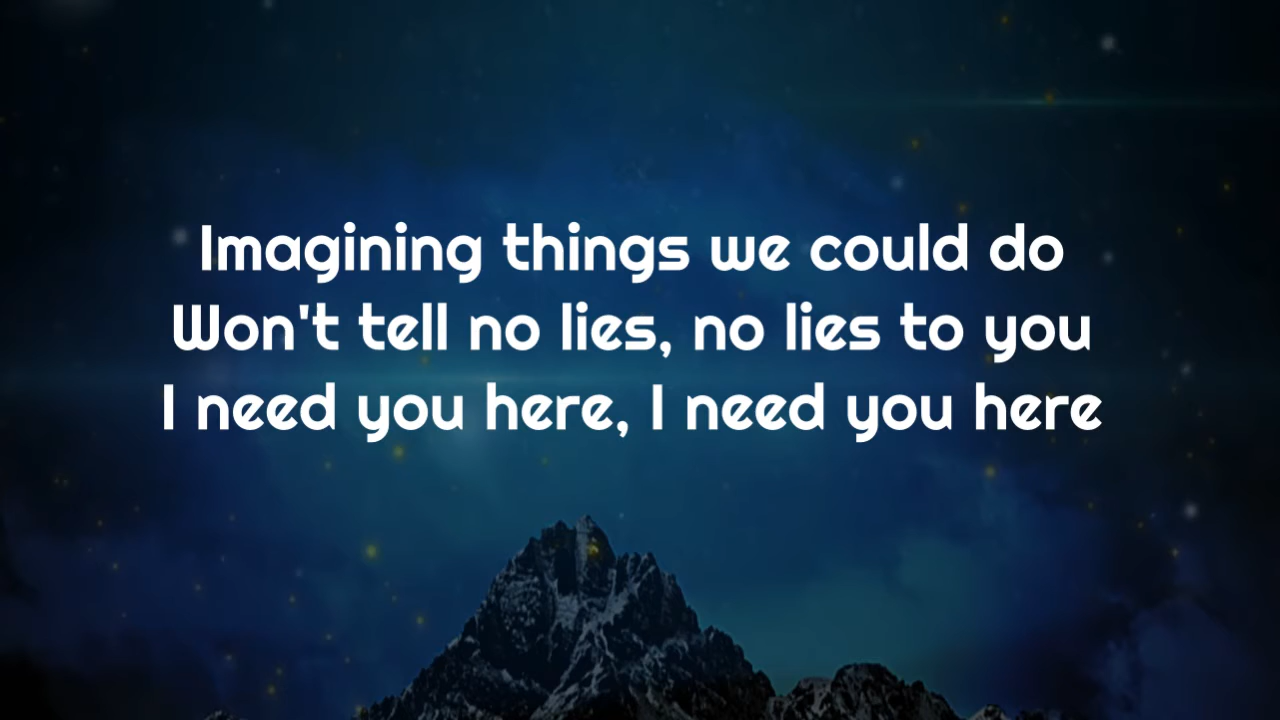 Imagining things we could do
Won't tell no lies, no lies to you
I need you here, I need you here